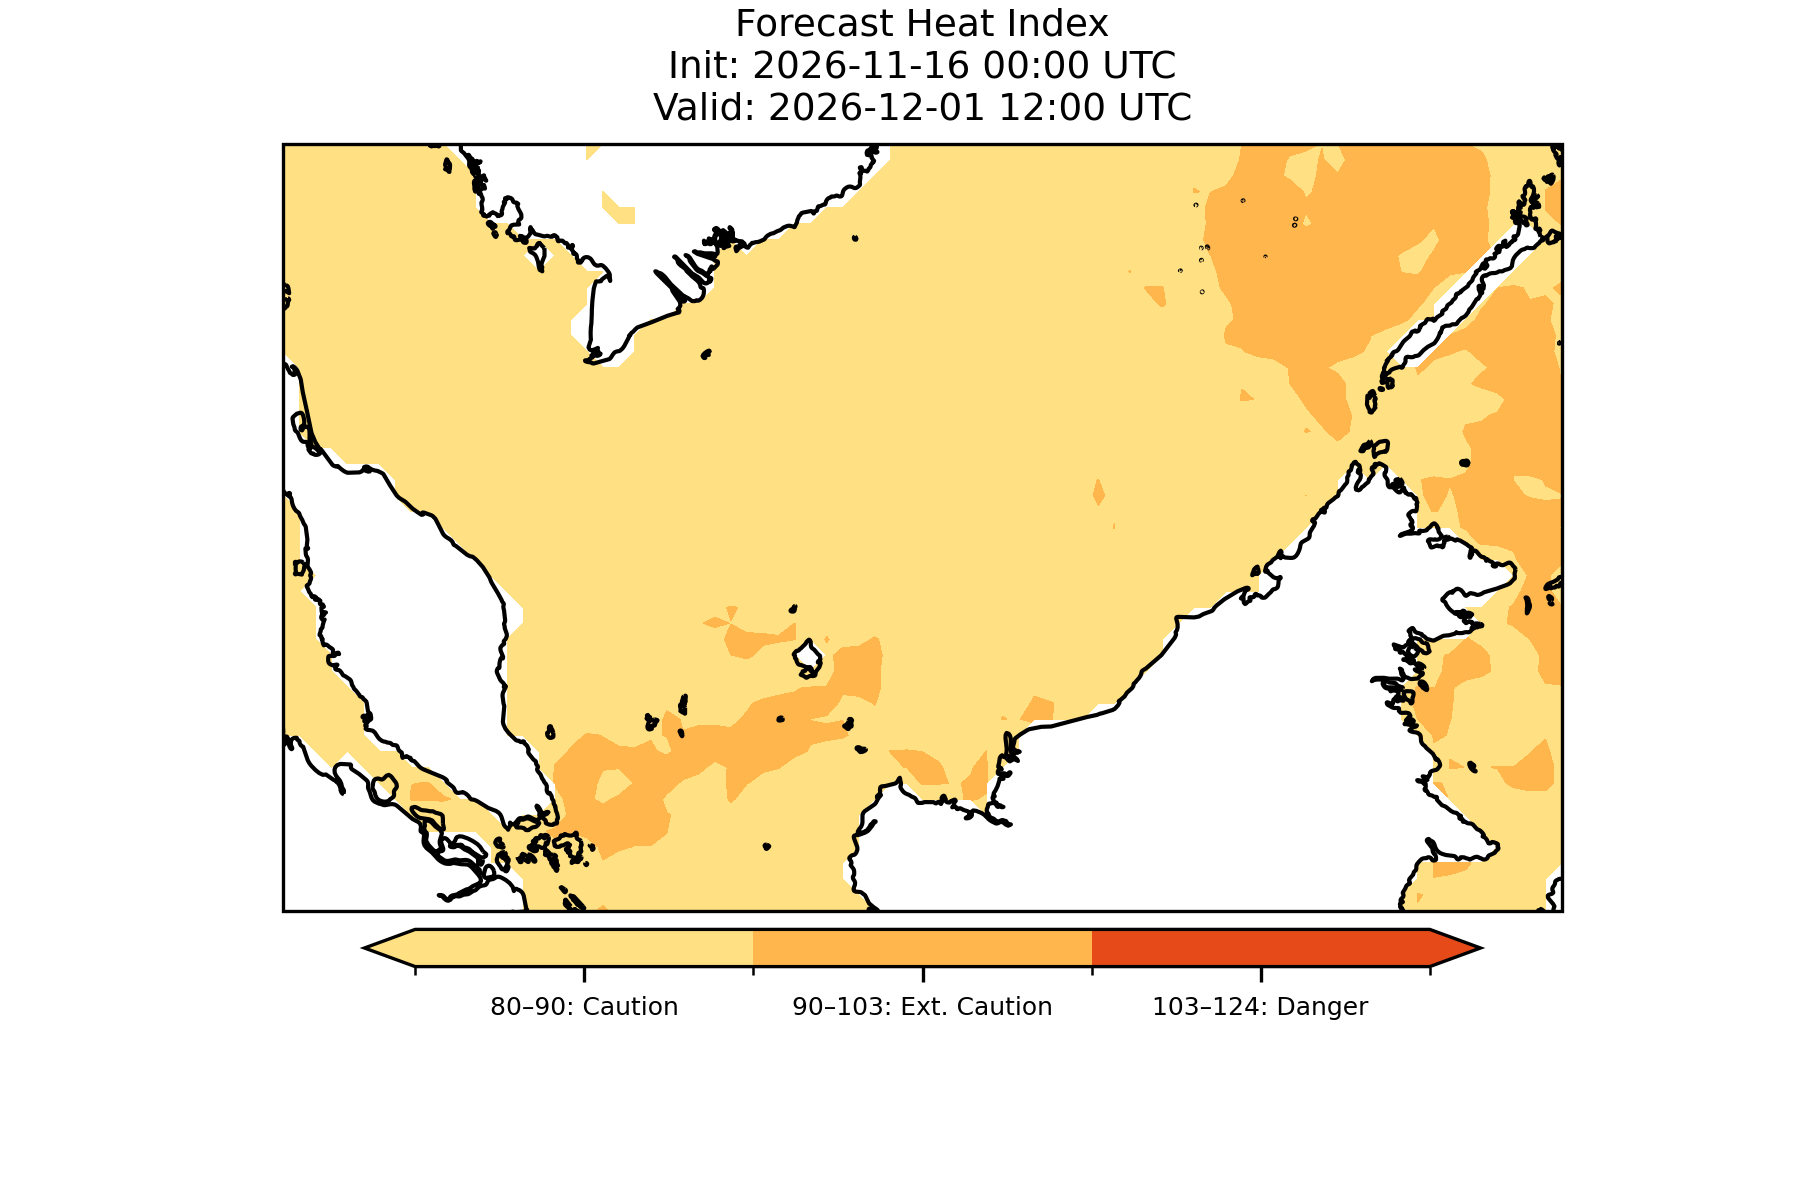 Forecast Heat Index
Init: 2026-11-16 00:00 UTC
Valid: 2026-12-01 12:00 UTC
80–90: Caution
90–103: Ext. Caution
103–124: Danger